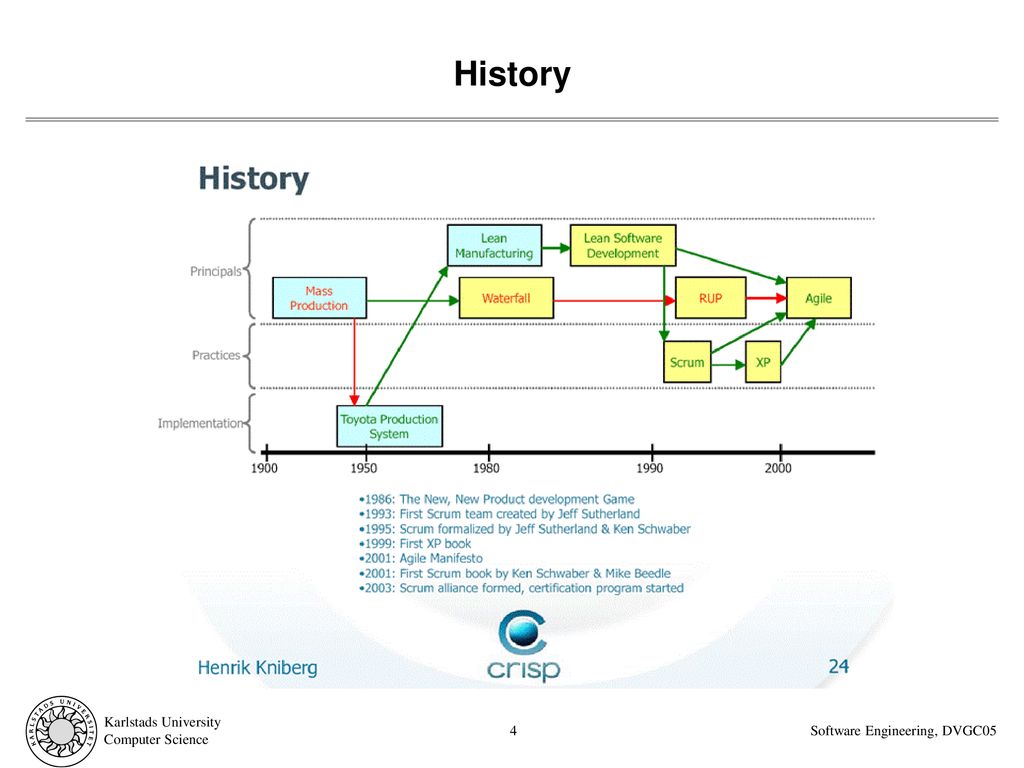 History
History
Principals
Practices
Implementation
Lean
Manufacturing
Lean Software
Development
Mass
Production
Waterfall
RUP
Agile
Scrum
XP
Toyota Production
System
1900
1950
1980
1990
2000
•1986: The New, New Product development Game
•1993: First Scrum team created by Jeff Sutherland
•1995: Scrum formalized by Jeff Sutherland & Ken Schwaber
•1999: First XP book
•2001: Agile Manifesto
•2001: First Scrum book by Ken Schwaber & Mike Beedle
•2003: Scrum alliance formed, certification program started
crisp
Henrik Kniberg
24
KARLSTADS UNIVERSITET
Karlstads University
Computer Science
4
Software Engineering, DVGC05